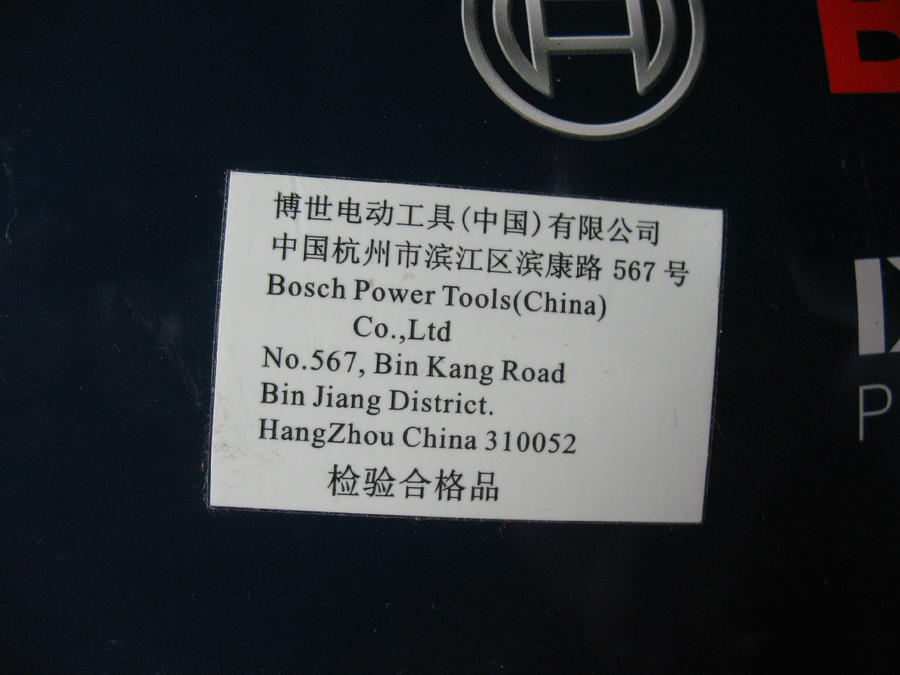 博世电动工具(中国)有限公司
中国杭州市滨江区滨康路 567 号
Bosch Power Tools(China)
Co.,Ltd
No.567, Bin Kang Road
Bin Jiang District.
HangZhou China 310052
检验合格品
B
IX
P